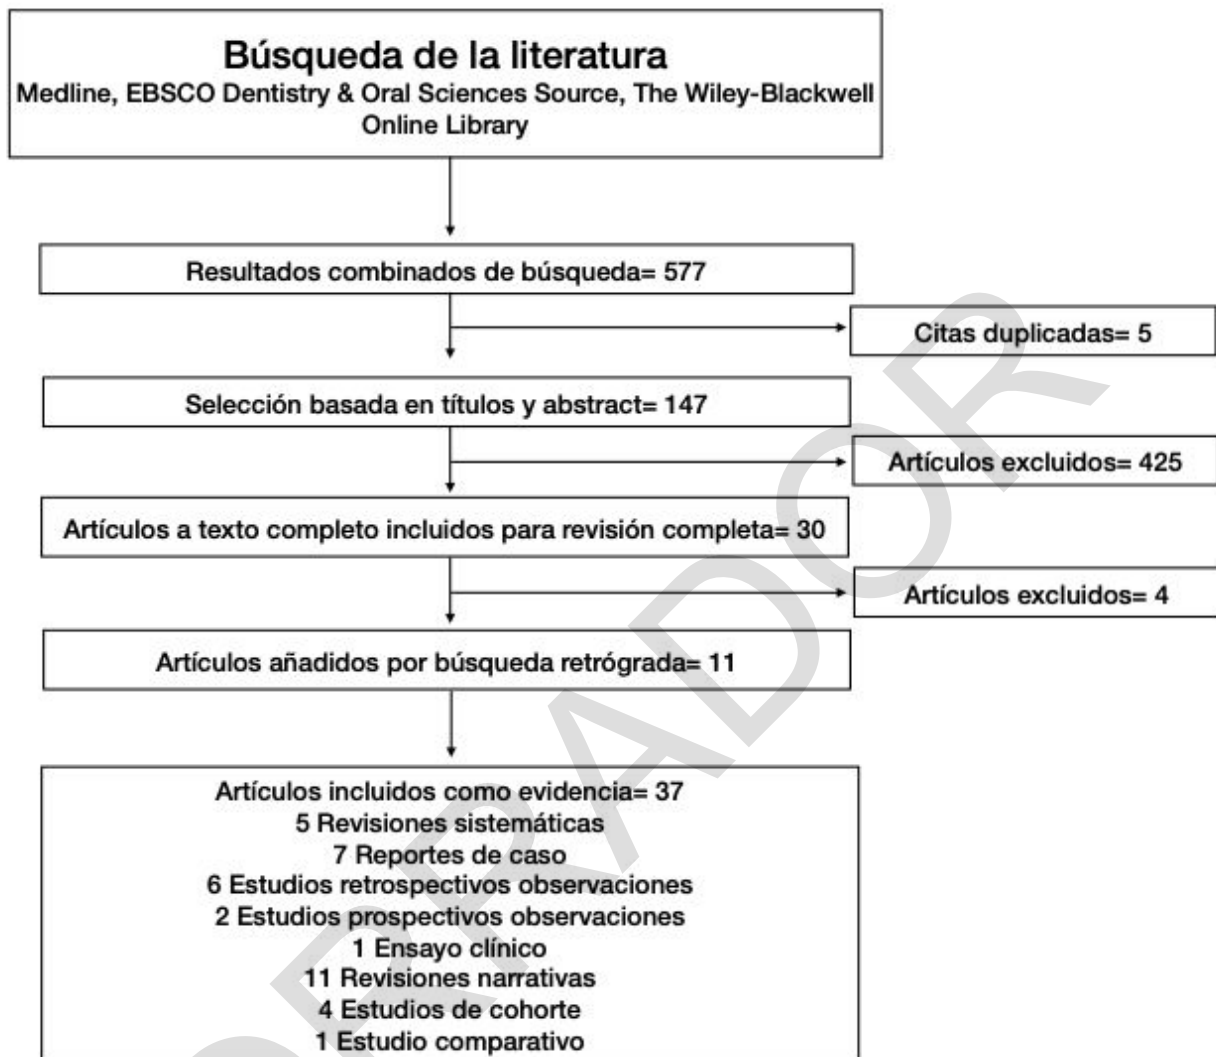 Búsqueda de la literatura
Medline, EBSCO Dentistry & Oral Sciences Source, The Wiley-Blackwell
Online Library
Resultados combinados de búsqueda= 577
Citas duplicadas= 5
Selección basada en títulos y abstract= 147
Artículos excluidos= 425
Artículos a texto completo incluidos para revisión completa= 30
Artículos excluidos= 4
Artículos añadidos por búsqueda retrógrada= 11
Artículos incluidos como evidencia= 37
5 Revisiones sistemáticas
7 Reportes de caso
6 Estudios retrospectivos observaciones
2 Estudios prospectivos observaciones
1 Ensayo clínico
11 Revisiones narrativas
4 Estudios de cohorte
1 Estudio comparativo